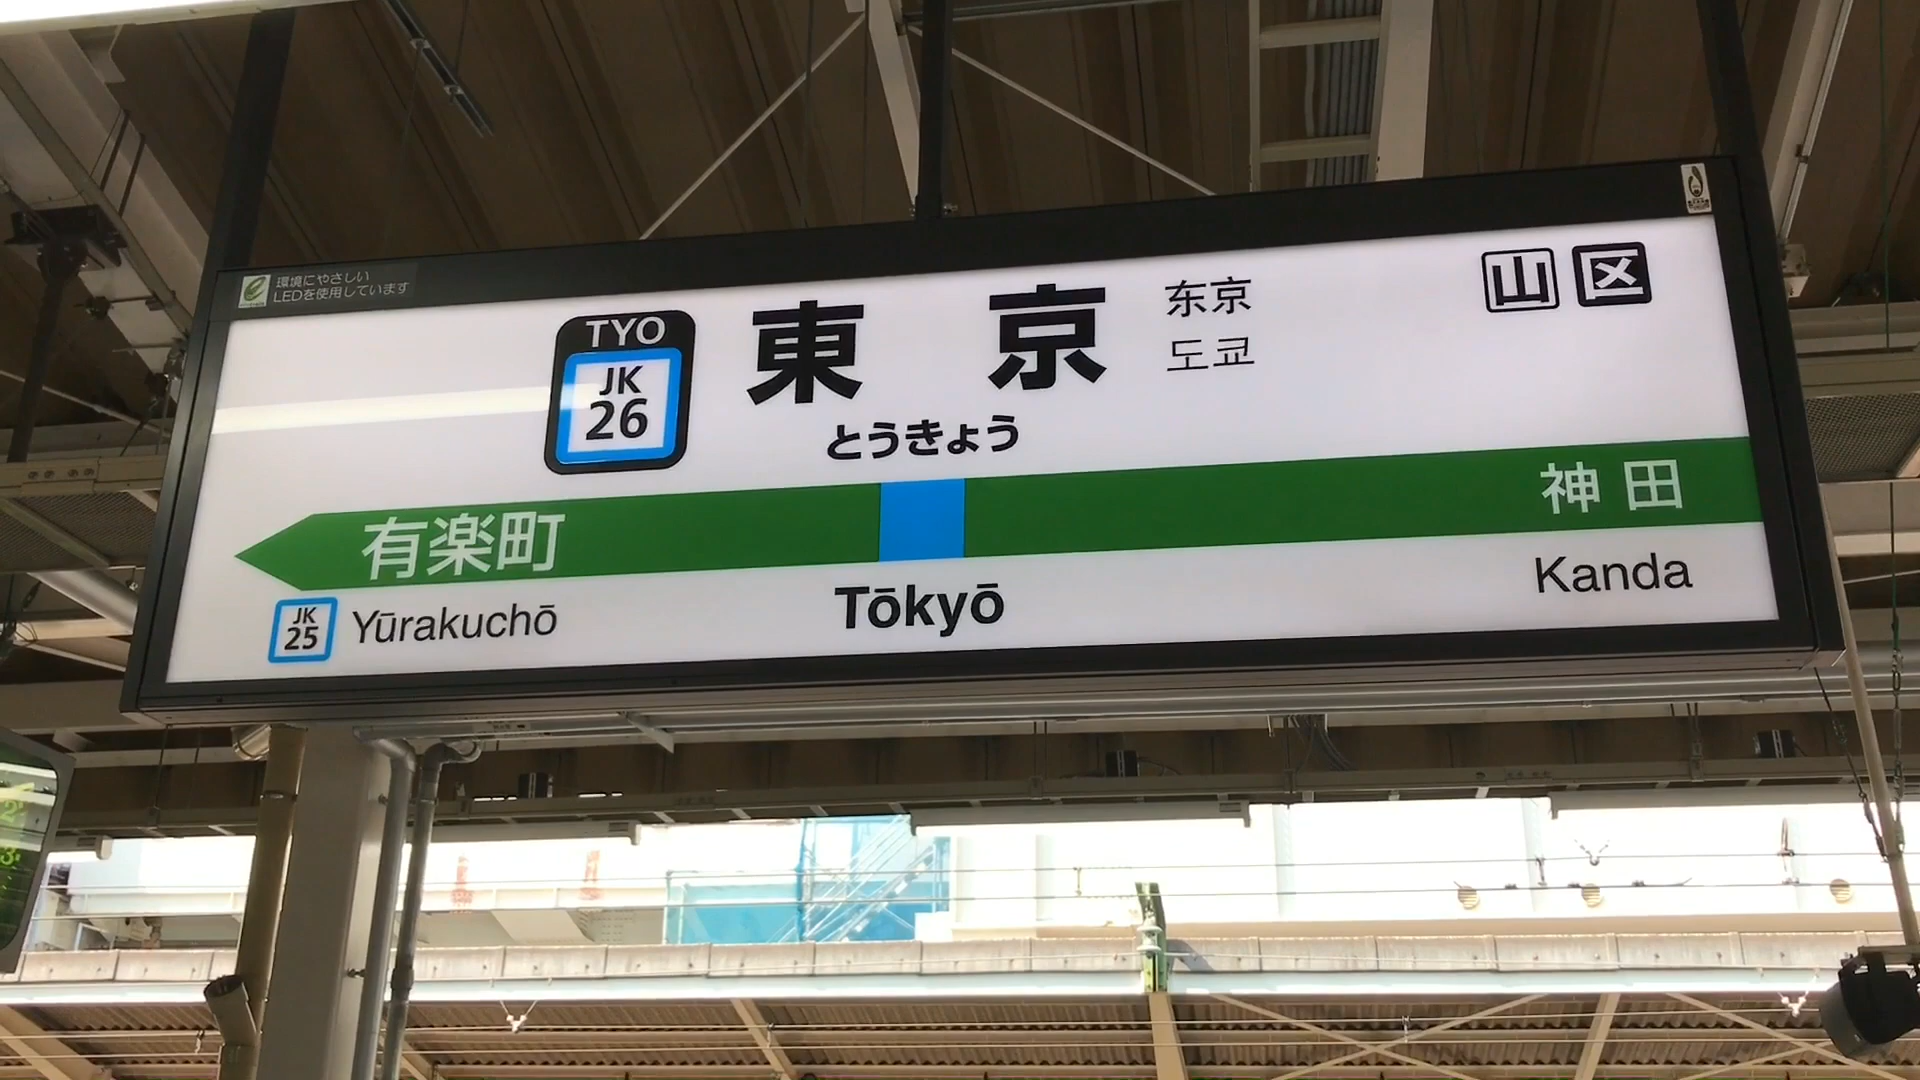 環境にやさしい
LEDを使用しています
TYO
JK
26
東京
とうきょう
东京
도쿄
山 区
有楽町
神田
JK
25
Yūrakuchō
Tōkyō
Kanda